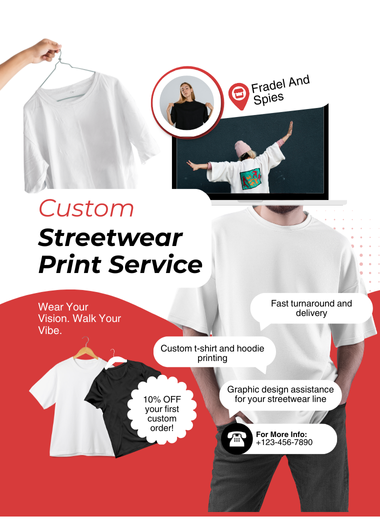 Fradel And
Spies
Custom
Streetwear
Print Service
Wear Your
Vision. Walk Your
Vibe.
Fast turnaround and
delivery
Custom t-shirt and hoodie
printing
Graphic design assistance
for your streetwear line
10% OFF
your first
custom
order!
For More Info:
+123-456-7890